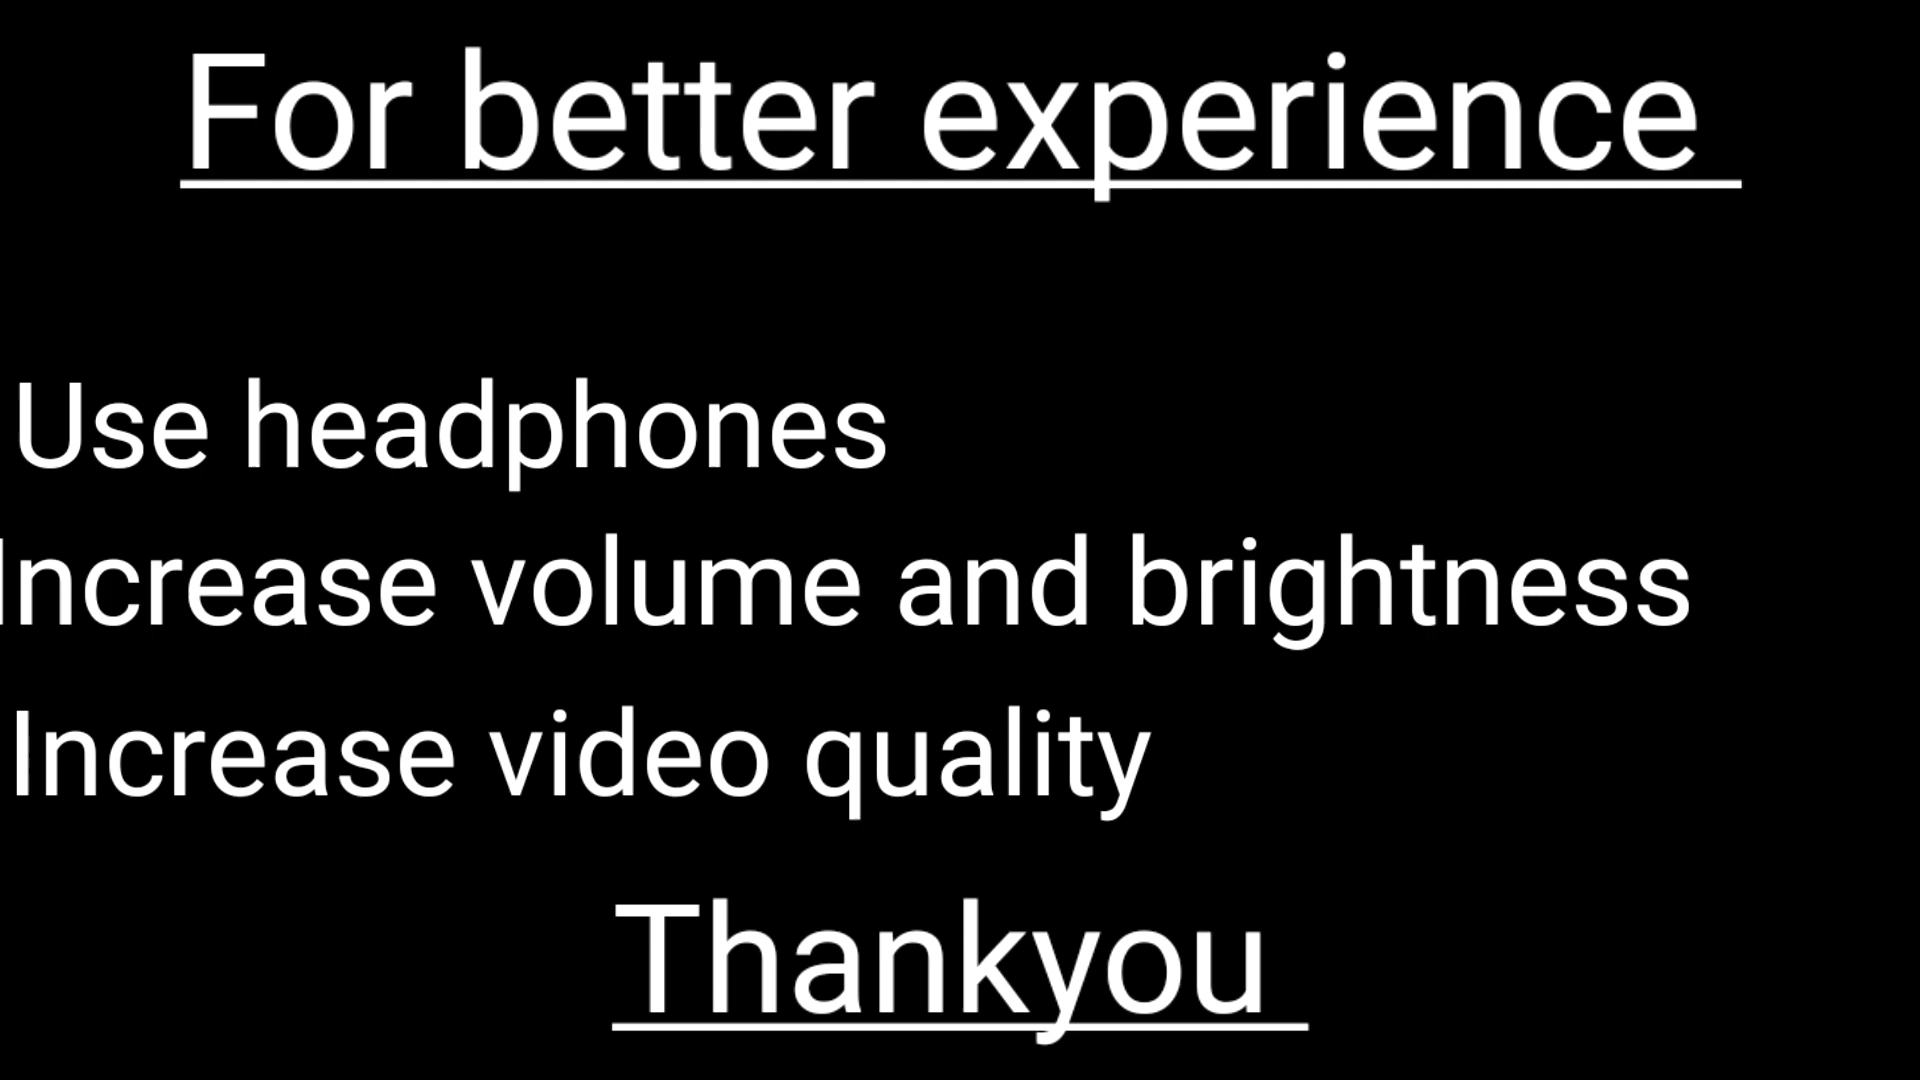 For better experience
Use headphones
Increase volume and brightness
Increase video quality
Thankyou